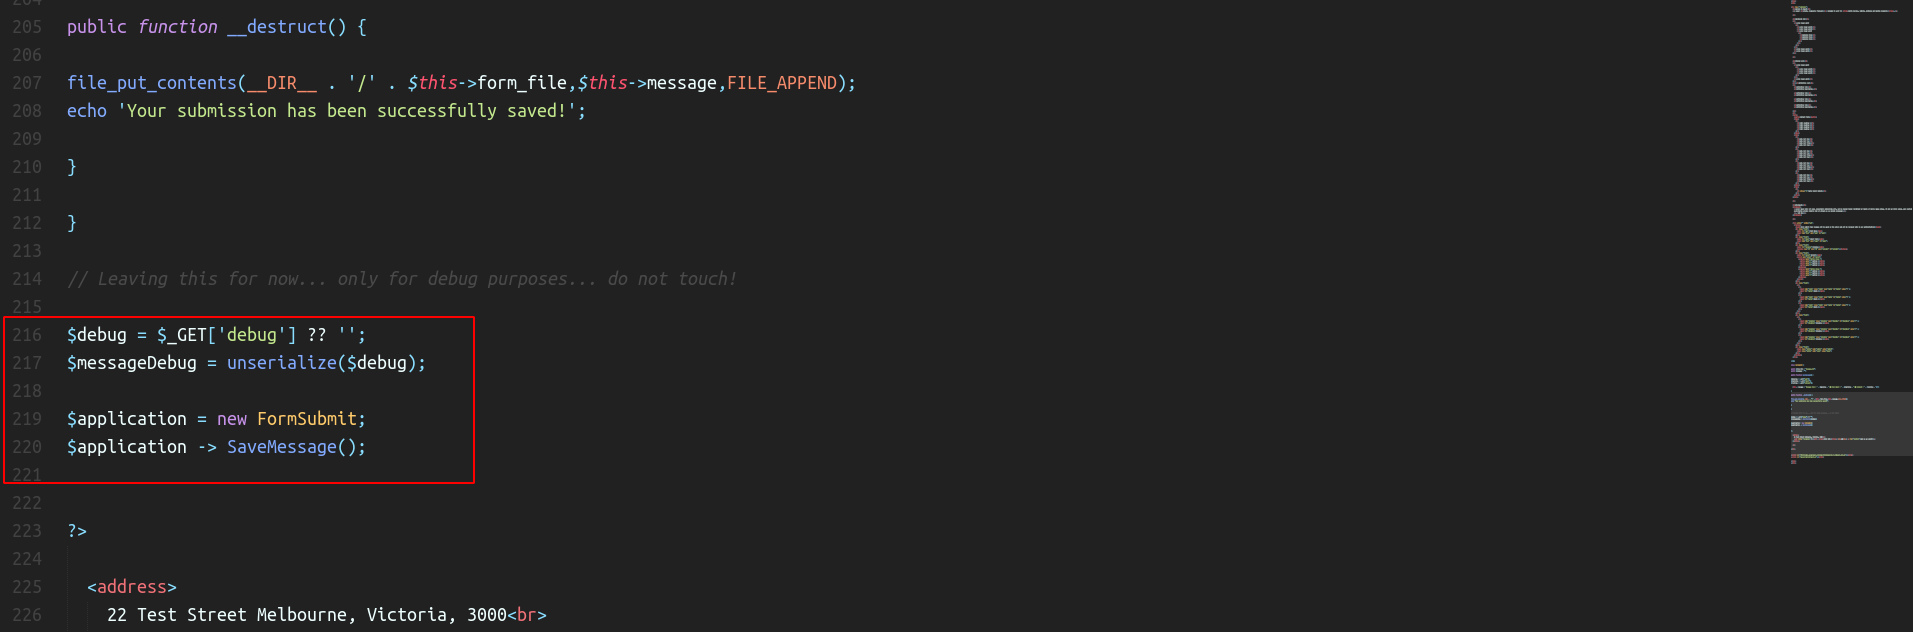 204
205 public function __destruct() {
206
207 file_put_contents(__DIR__ . '/' . $this->form_file,$this->message,FILE_APPEND);
208 echo 'Your submission has been successfully saved!';
209
210 }
211
212 }
213
214 // Leaving this for now... only for debug purposes... do not touch!
215
216 $debug = $_GET['debug'] ?? '';
217 $messageDebug = unserialize($debug);
218
219 $application = new FormSubmit;
220 $application -> SaveMessage();
221
222
223 ?>
224
225 <address>
226 22 Test Street Melbourne, Victoria, 3000<br>